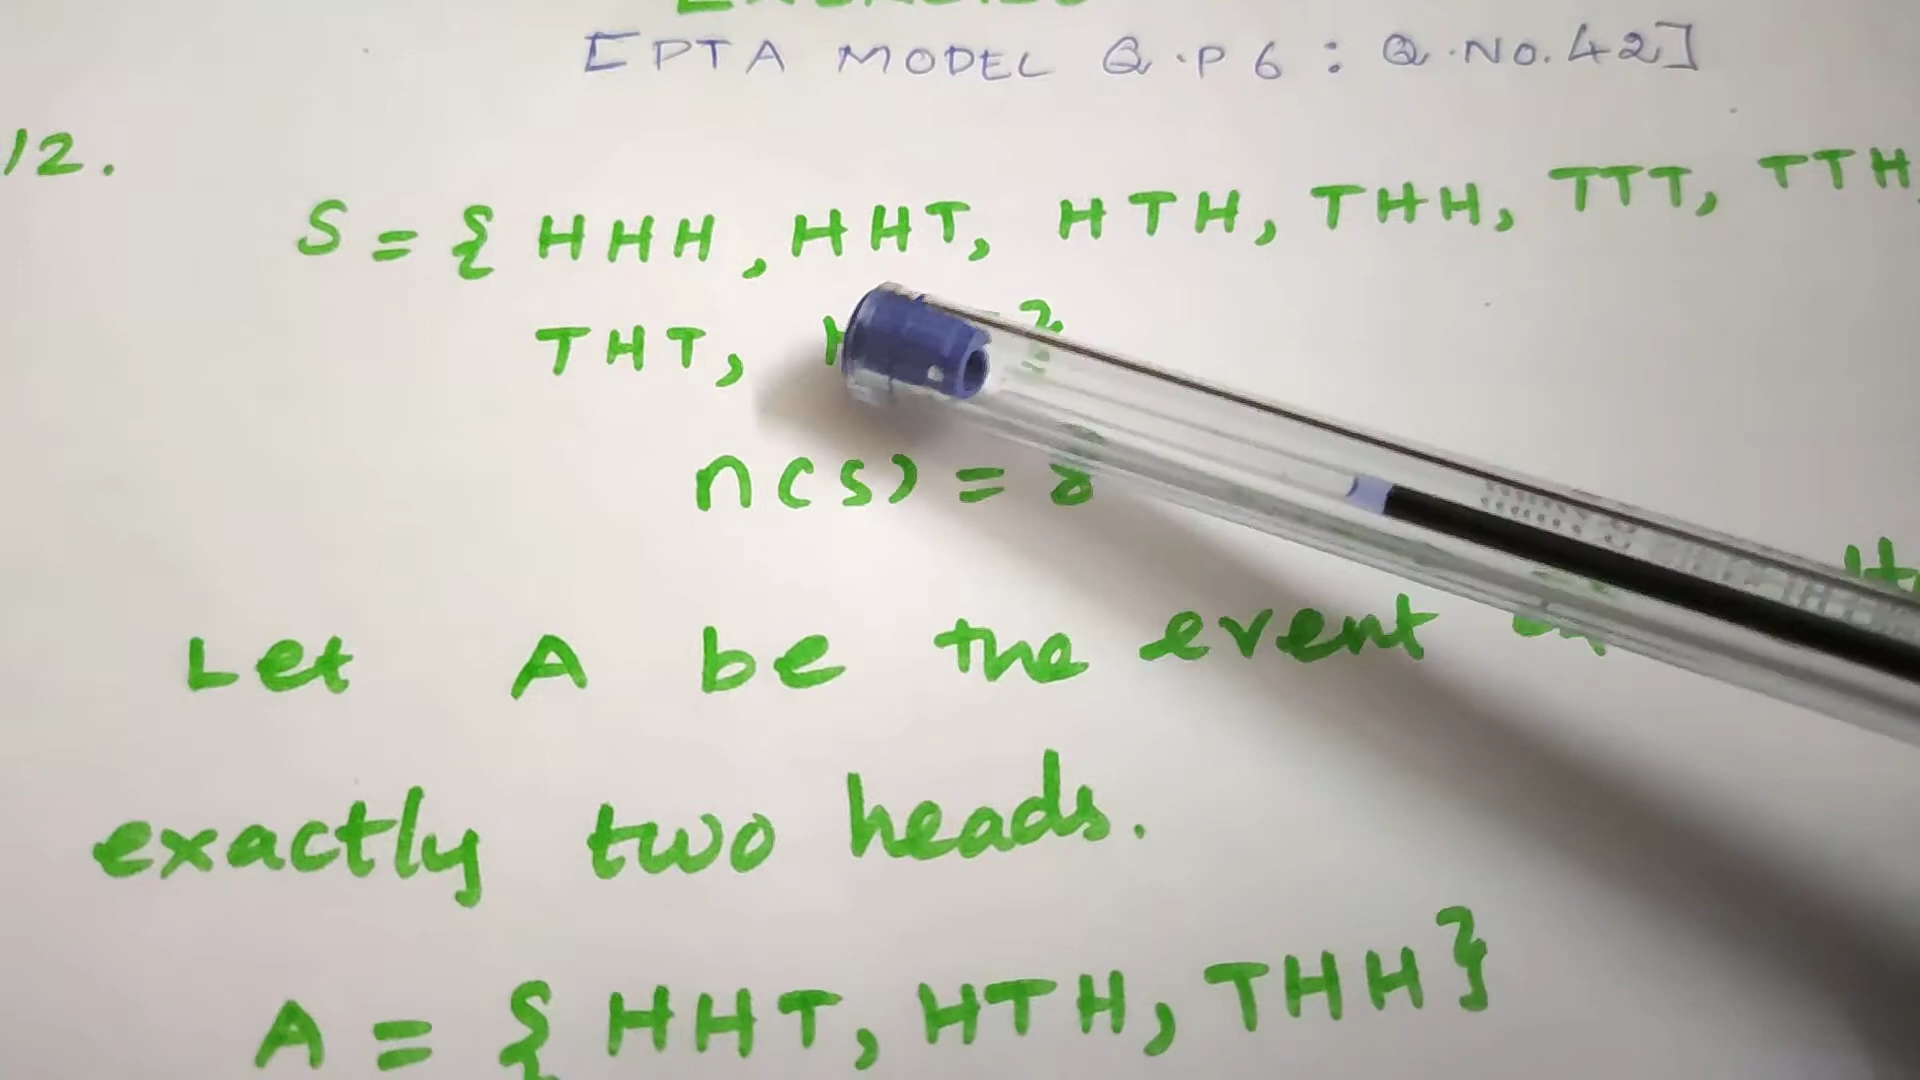 [PTA MODEL Q.P 6 : Q.NO.42]
12.
S = { HHH, HHT, HTH, THH, TTT, TTH,
THT, }
n(S) = 8
Let A be the event
exactly two heads.
A = { HHT, HTH, THH }